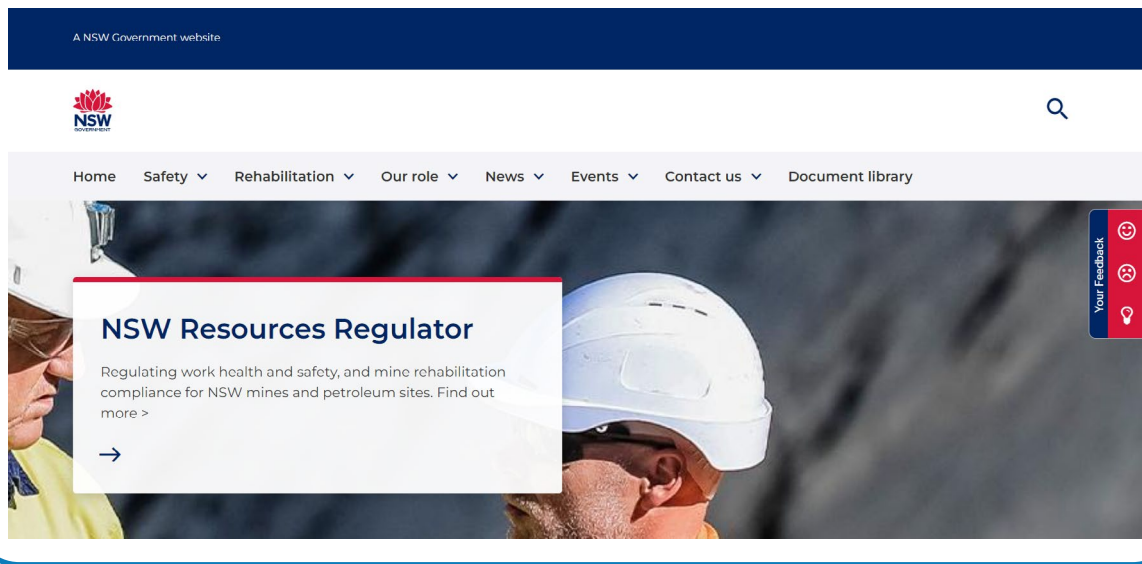 A NSW Government website
NSW
GOVERNMENT
Home Safety Rehabilitation Our role News Events Contact us Document library
Your Feedback
NSW Resources Regulator
Regulating work health and safety, and mine rehabilitation
compliance for NSW mines and petroleum sites. Find out
more >